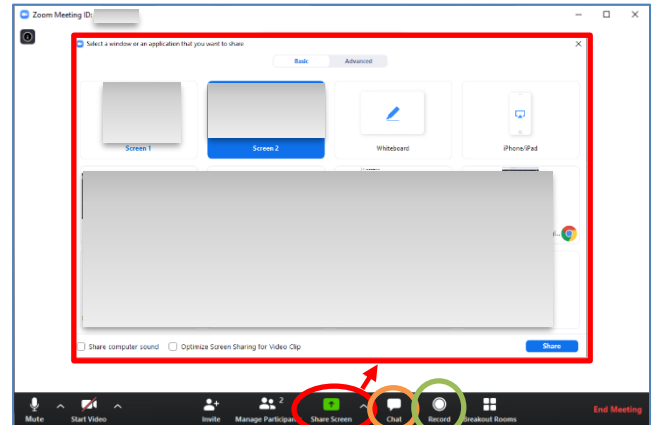 Zoom Meeting ID:
Select a window or an application that you want to share
Basic Advanced
Screen 1 Screen 2 Whiteboard iPhone/iPad
Share computer sound Optimize Screen Sharing for Video Clip Share
2
Mute Start Video Invite Manage Participan Share Screen Chat Record Breakout Rooms End Meeting